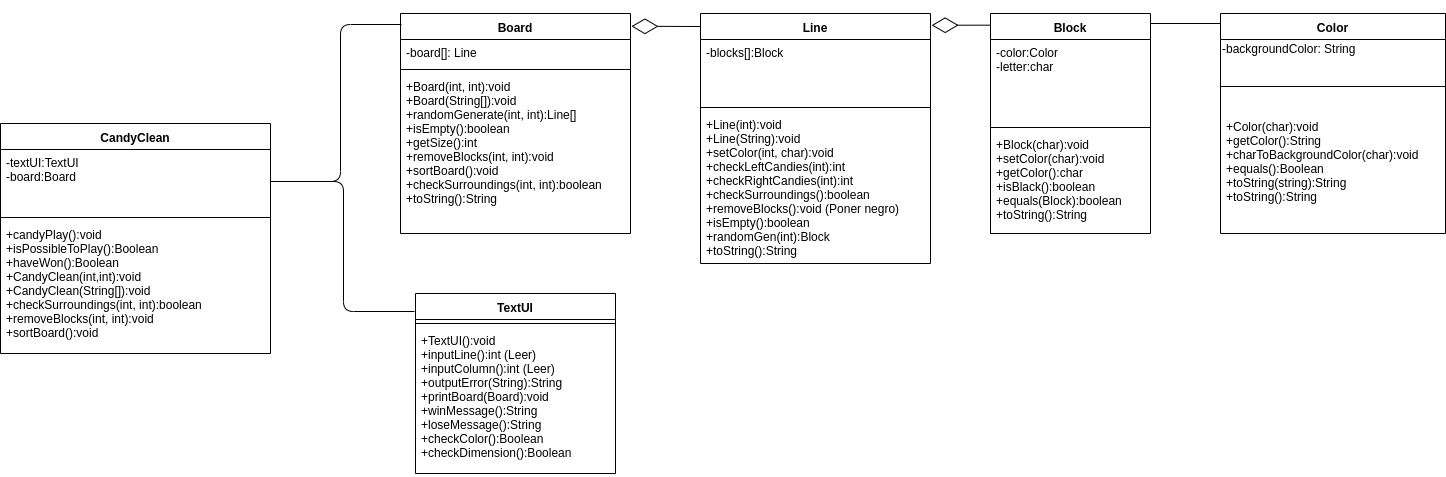 CandyClean
-textUI:TextUI
-board:Board
+candyPlay():void
+isPossibleToPlay():Boolean
+haveWon():Boolean
+CandyClean(int,int):void
+CandyClean(String[]):void
+checkSurroundings(int, int):boolean
+removeBlocks(int, int):void
+sortBoard():void
Board
-board[]: Line
+Board(int, int):void
+Board(String[]):void
+randomGenerate(int, int):Line[]
+isEmpty():boolean
+getSize():int
+removeBlocks(int, int):void
+sortBoard():void
+checkSurroundings(int, int):boolean
+toString():String
TextUI
+TextUI():void
+inputLine():int (Leer)
+inputColumn():int (Leer)
+outputError(String):String
+printBoard(Board):void
+winMessage():String
+loseMessage():String
+checkColor():Boolean
+checkDimension():Boolean
Line
-blocks[]:Block
+Line(int):void
+Line(String):void
+setColor(int, char):void
+checkLeftCandies(int):int
+checkRightCandies(int):int
+checkSurroundings():boolean
+removeBlocks():void (Poner negro)
+isEmpty():boolean
+randomGen(int):Block
+toString():String
Block
-color:Color
-letter:char
+Block(char):void
+setColor(char):void
+getColor():char
+isBlack():boolean
+equals(Block):boolean
+toString():String
Color
-backgroundColor: String
+Color(char):void
+getColor():String
+charToBackgroundColor(char):void
+equals():Boolean
+toString(string):String
+toString():String